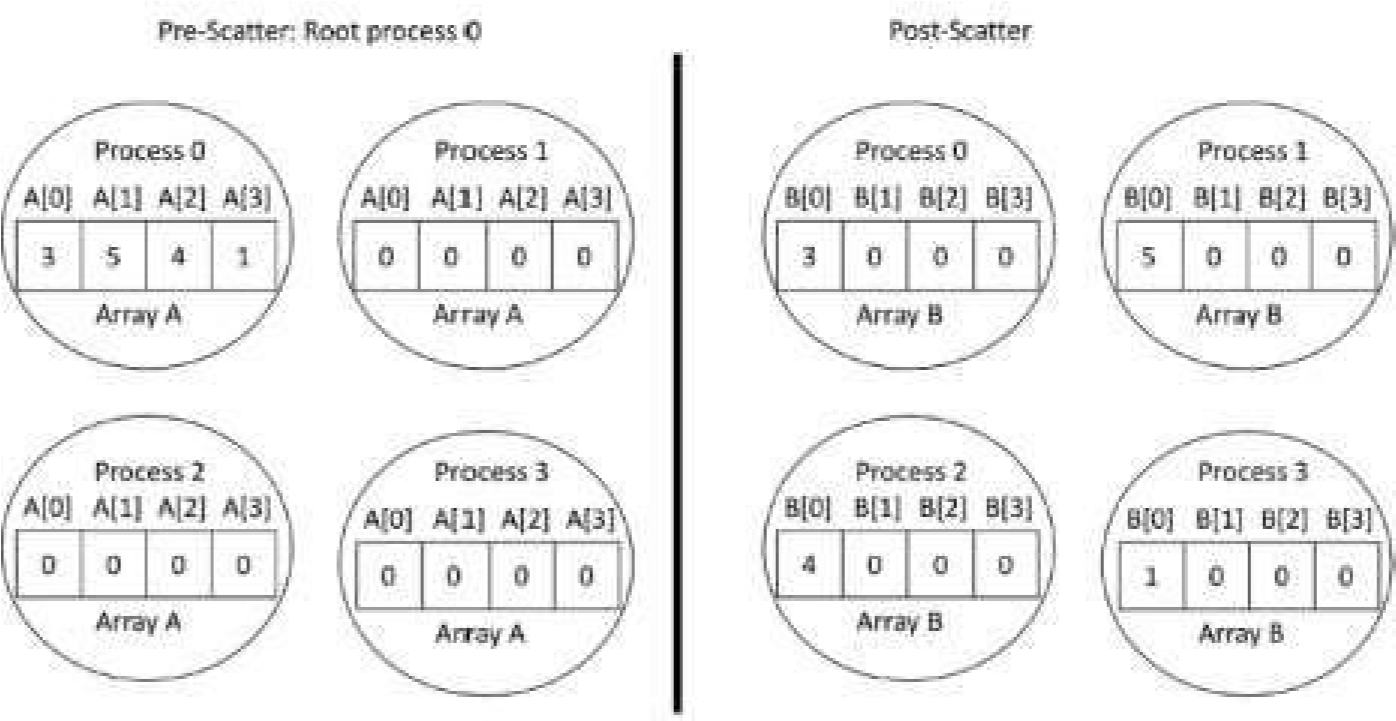 Pre-Scatter: Root process 0
Post-Scatter
Process 0
A[0] A[1] A[2] A[3]
3 5 4 1
Array A
Process 1
A[0] A[1] A[2] A[3]
0 0 0 0
Array A
Process 2
A[0] A[1] A[2] A[3]
0 0 0 0
Array A
Process 3
A[0] A[1] A[2] A[3]
0 0 0 0
Array A
Process 0
B[0] B[1] B[2] B[3]
3 0 0 0
Array B
Process 1
B[0] B[1] B[2] B[3]
5 0 0 0
Array B
Process 2
B[0] B[1] B[2] B[3]
4 0 0 0
Array B
Process 3
B[0] B[1] B[2] B[3]
1 0 0 0
Array B